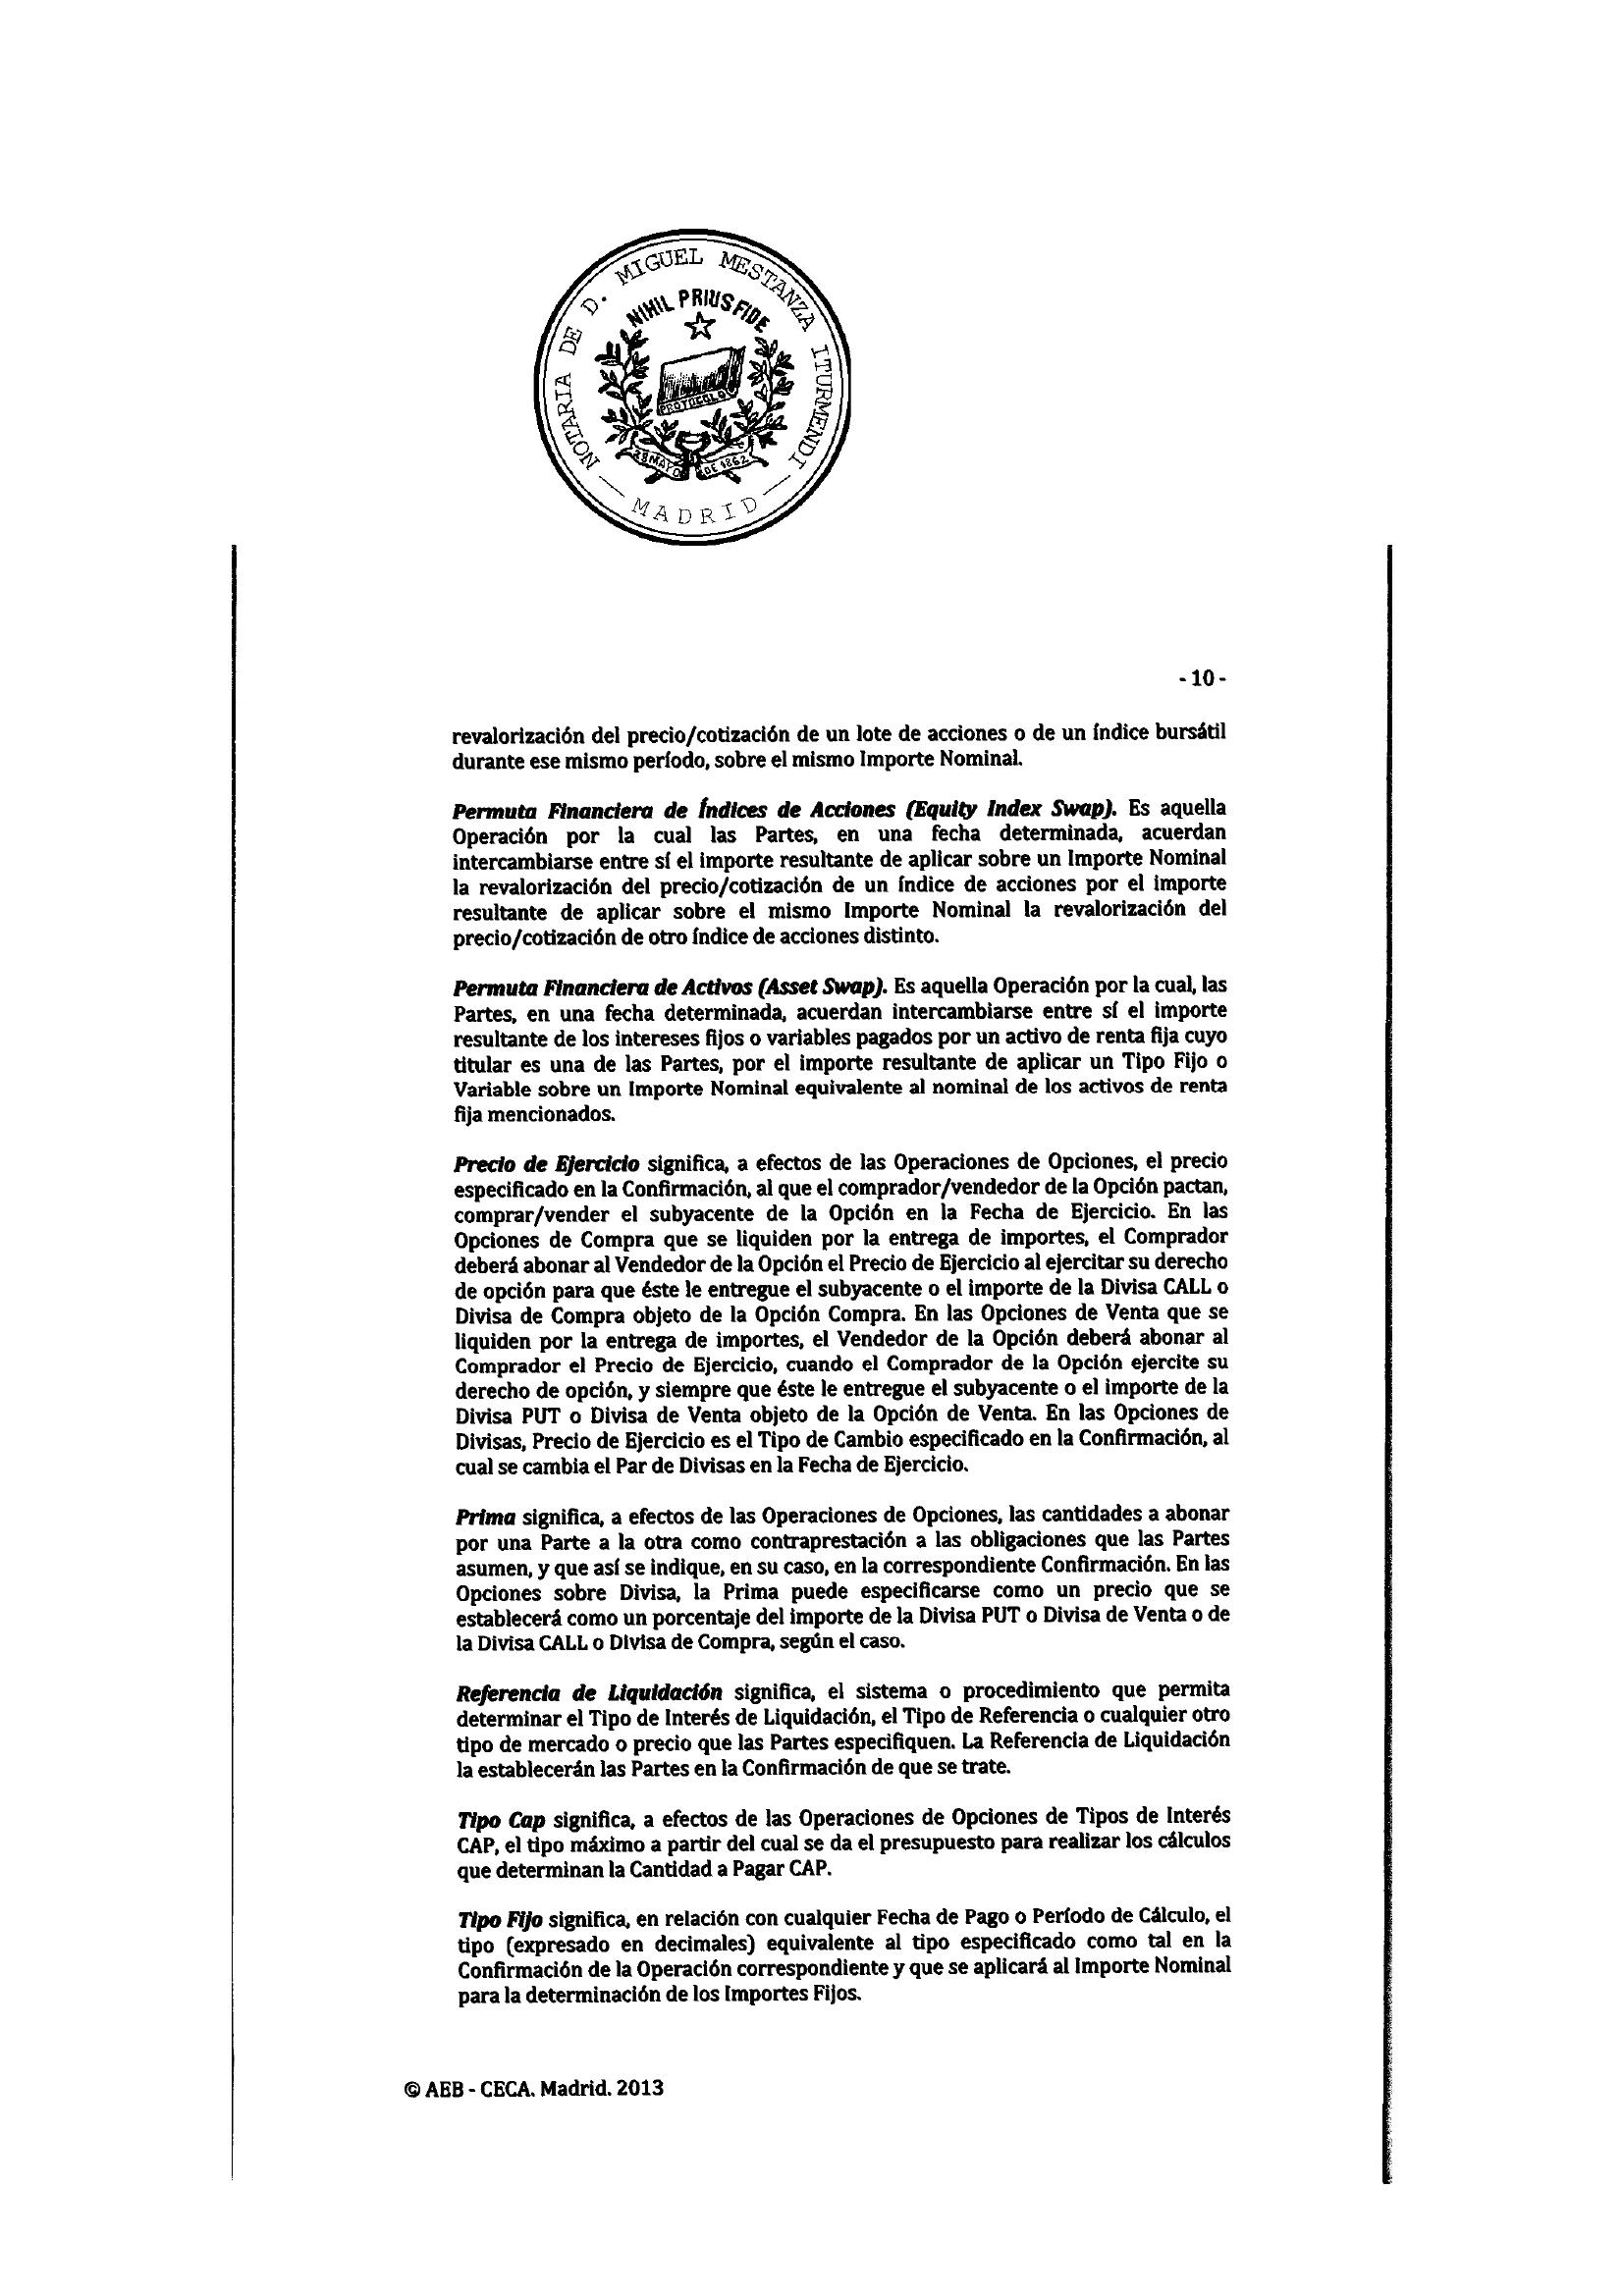 NOTARIA DE D. MIGUEL MESTANZA ITURMENDI
NIHIL PRIUS FIDE
PROTOCOLO
28 MAYO DE 1862
— MADRID —
- 10 -
revalorización del precio/cotización de un lote de acciones o de un índice bursátil
durante ese mismo período, sobre el mismo Importe Nominal.
Permuta Financiera de Índices de Acciones (Equity Index Swap). Es aquella
Operación por la cual las Partes, en una fecha determinada, acuerdan
intercambiarse entre sí el importe resultante de aplicar sobre un Importe Nominal
la revalorización del precio/cotización de un índice de acciones por el importe
resultante de aplicar sobre el mismo Importe Nominal la revalorización del
precio/cotización de otro índice de acciones distinto.
Permuta Financiera de Activos (Asset Swap). Es aquella Operación por la cual, las
Partes, en una fecha determinada, acuerdan intercambiarse entre sí el importe
resultante de los intereses fijos o variables pagados por un activo de renta fija cuyo
titular es una de las Partes, por el importe resultante de aplicar un Tipo Fijo o
Variable sobre un Importe Nominal equivalente al nominal de los activos de renta
fija mencionados.
Precio de Ejercicio significa, a efectos de las Operaciones de Opciones, el precio
especificado en la Confirmación, al que el comprador/vendedor de la Opción pactan,
comprar/vender el subyacente de la Opción en la Fecha de Ejercicio. En las
Opciones de Compra que se liquiden por la entrega de importes, el Comprador
deberá abonar al Vendedor de la Opción el Precio de Ejercicio al ejercitar su derecho
de opción para que éste le entregue el subyacente o el importe de la Divisa CALL o
Divisa de Compra objeto de la Opción Compra. En las Opciones de Venta que se
liquiden por la entrega de importes, el Vendedor de la Opción deberá abonar al
Comprador el Precio de Ejercicio, cuando el Comprador de la Opción ejercite su
derecho de opción, y siempre que éste le entregue el subyacente o el importe de la
Divisa PUT o Divisa de Venta objeto de la Opción de Venta. En las Opciones de
Divisas, Precio de Ejercicio es el Tipo de Cambio especificado en la Confirmación, al
cual se cambia el Par de Divisas en la Fecha de Ejercicio.
Prima significa, a efectos de las Operaciones de Opciones, las cantidades a abonar
por una Parte a la otra como contraprestación a las obligaciones que las Partes
asumen, y que así se indique, en su caso, en la correspondiente Confirmación. En las
Opciones sobre Divisa, la Prima puede especificarse como un precio que se
establecerá como un porcentaje del importe de la Divisa PUT o Divisa de Venta o de
la Divisa CALL o Divisa de Compra, según el caso.
Referencia de Liquidación significa, el sistema o procedimiento que permita
determinar el Tipo de Interés de Liquidación, el Tipo de Referencia o cualquier otro
tipo de mercado o precio que las Partes especifiquen. La Referencia de Liquidación
la establecerán las Partes en la Confirmación de que se trate.
Tipo Cap significa, a efectos de las Operaciones de Opciones de Tipos de Interés
CAP, el tipo máximo a partir del cual se da el presupuesto para realizar los cálculos
que determinan la Cantidad a Pagar CAP.
Tipo Fijo significa, en relación con cualquier Fecha de Pago o Período de Cálculo, el
tipo (expresado en decimales) equivalente al tipo especificado como tal en la
Confirmación de la Operación correspondiente y que se aplicará al Importe Nominal
para la determinación de los Importes Fijos.
© AEB - CECA. Madrid. 2013